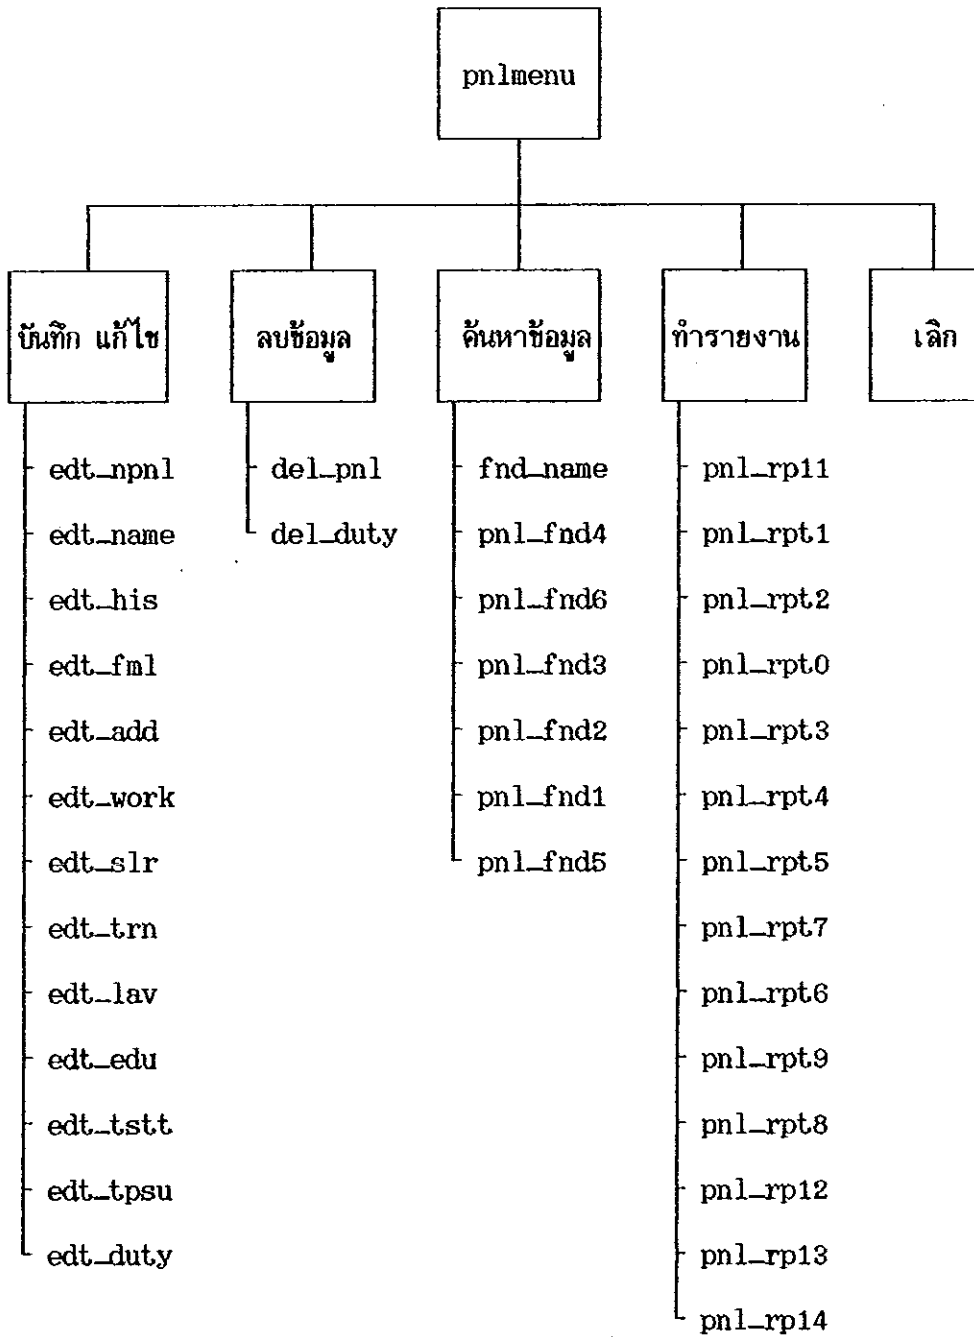 pnlmenu
บันทึก แก้ไข
ลบข้อมูล
ค้นหาข้อมูล
ทำรายงาน
เลิก
edt_npnl
edt_name
edt_his
edt_fml
edt_add
edt_work
edt_slr
edt_trn
edt_lav
edt_edu
edt_tstt
edt_tpsu
edt_duty
del_pnl
del_duty
fnd_name
pnl_fnd4
pnl_fnd6
pnl_fnd3
pnl_fnd2
pnl_fnd1
pnl_fnd5
pnl_rp11
pnl_rpt1
pnl_rpt2
pnl_rpt0
pnl_rpt3
pnl_rpt4
pnl_rpt5
pnl_rpt7
pnl_rpt6
pnl_rpt9
pnl_rpt8
pnl_rp12
pnl_rp13
pnl_rp14